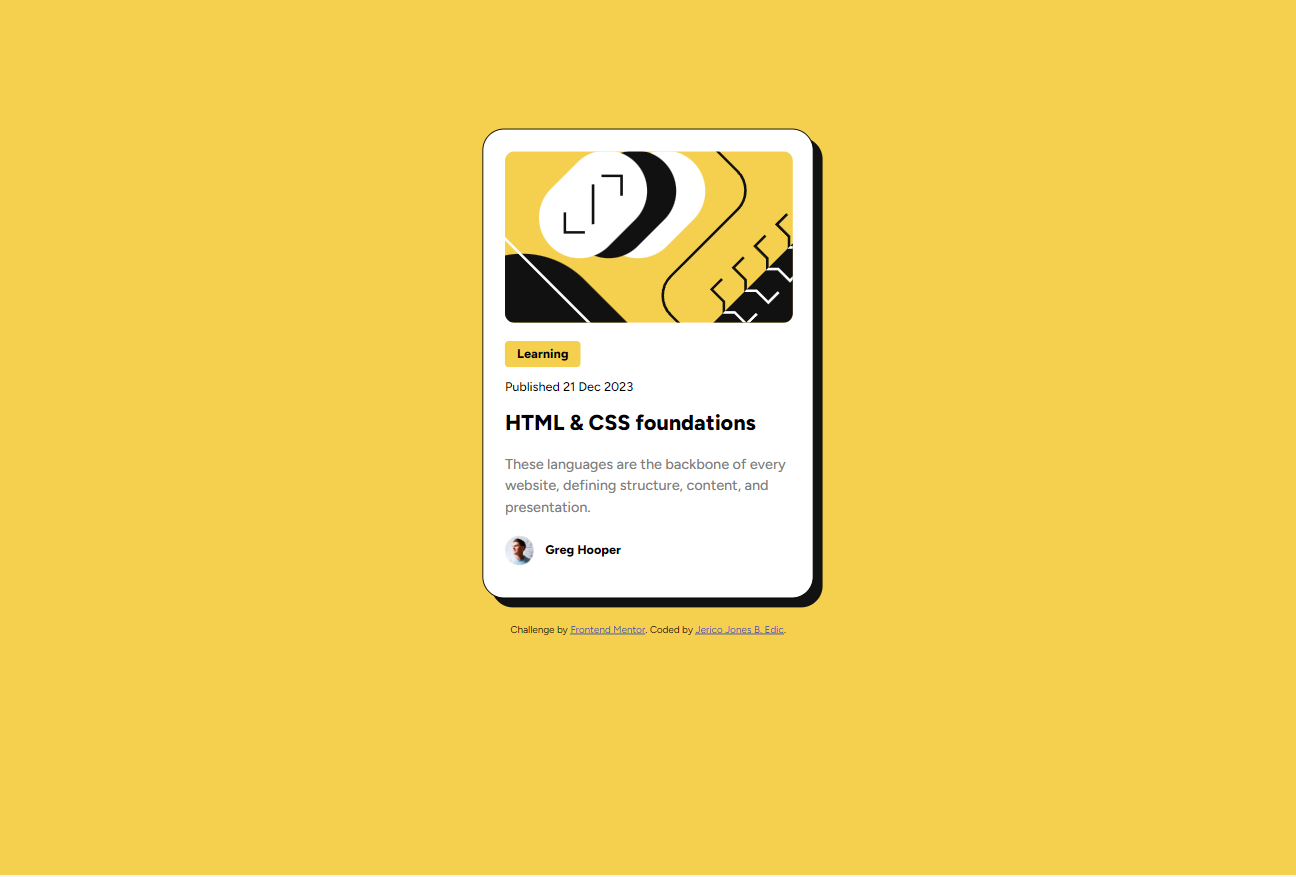 Learning
Published 21 Dec 2023
HTML & CSS foundations
These languages are the backbone of every
website, defining structure, content, and
presentation.
Greg Hooper
Challenge by Frontend Mentor. Coded by Jerico Jones B. Edic.